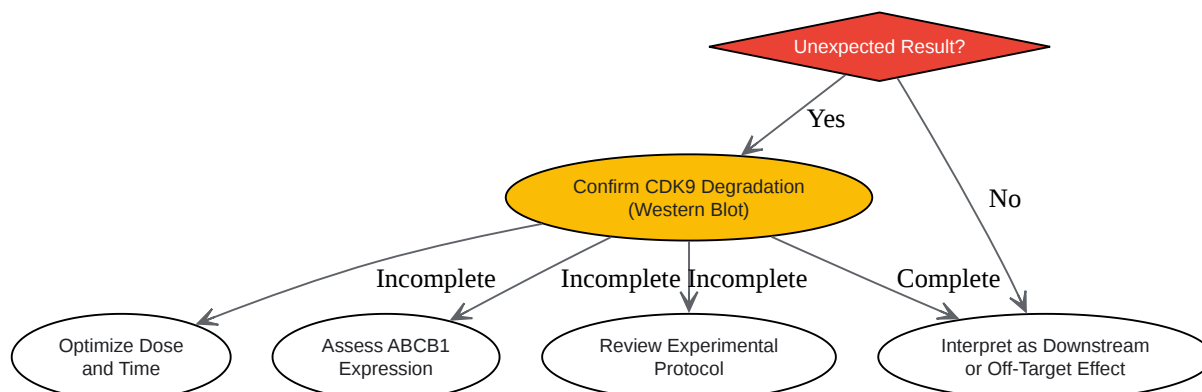 Unexpected Result?
Yes
Confirm CDK9 Degradation
(Western Blot)
No
Incomplete
Incomplete
Incomplete
Complete
Optimize Dose
and Time
Assess ABCB1
Expression
Review Experimental
Protocol
Interpret as Downstream
or Off-Target Effect